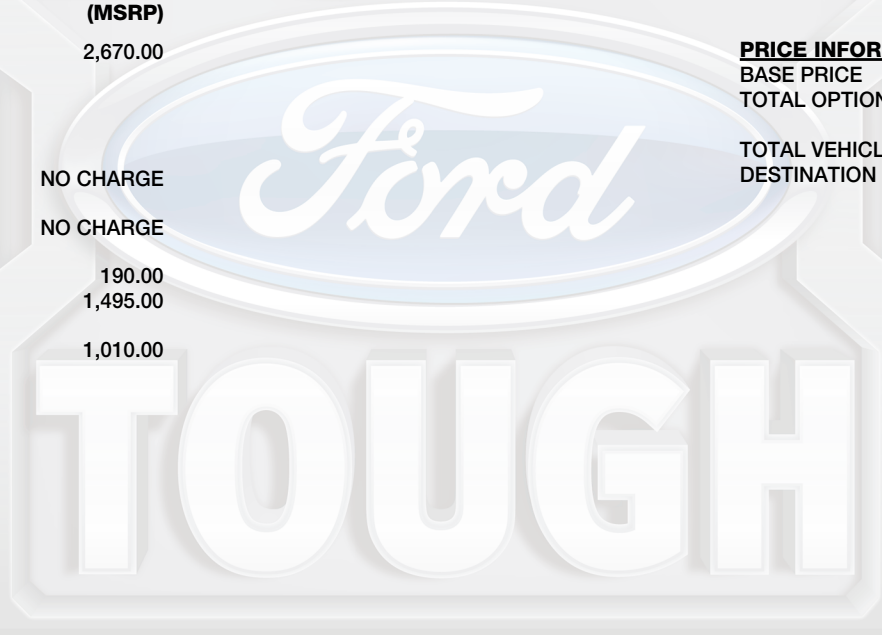 (MSRP)
2,670.00
NO CHARGE
NO CHARGE
190.00
1,495.00
1,010.00
PRICE INFOR
BASE PRICE
TOTAL OPTION
TOTAL VEHICL
DESTINATION
Ford
TOUGH